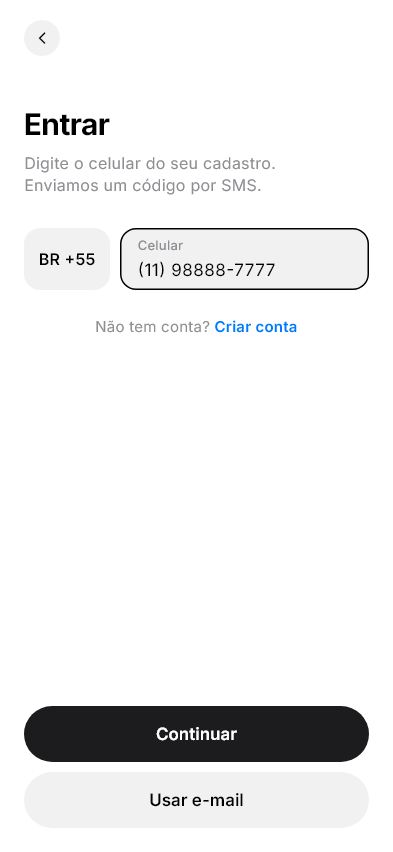 Entrar
Digite o celular do seu cadastro.
Enviamos um código por SMS.
BR +55
Celular
(11) 98888-7777
Não tem conta? Criar conta
Continuar
Usar e-mail